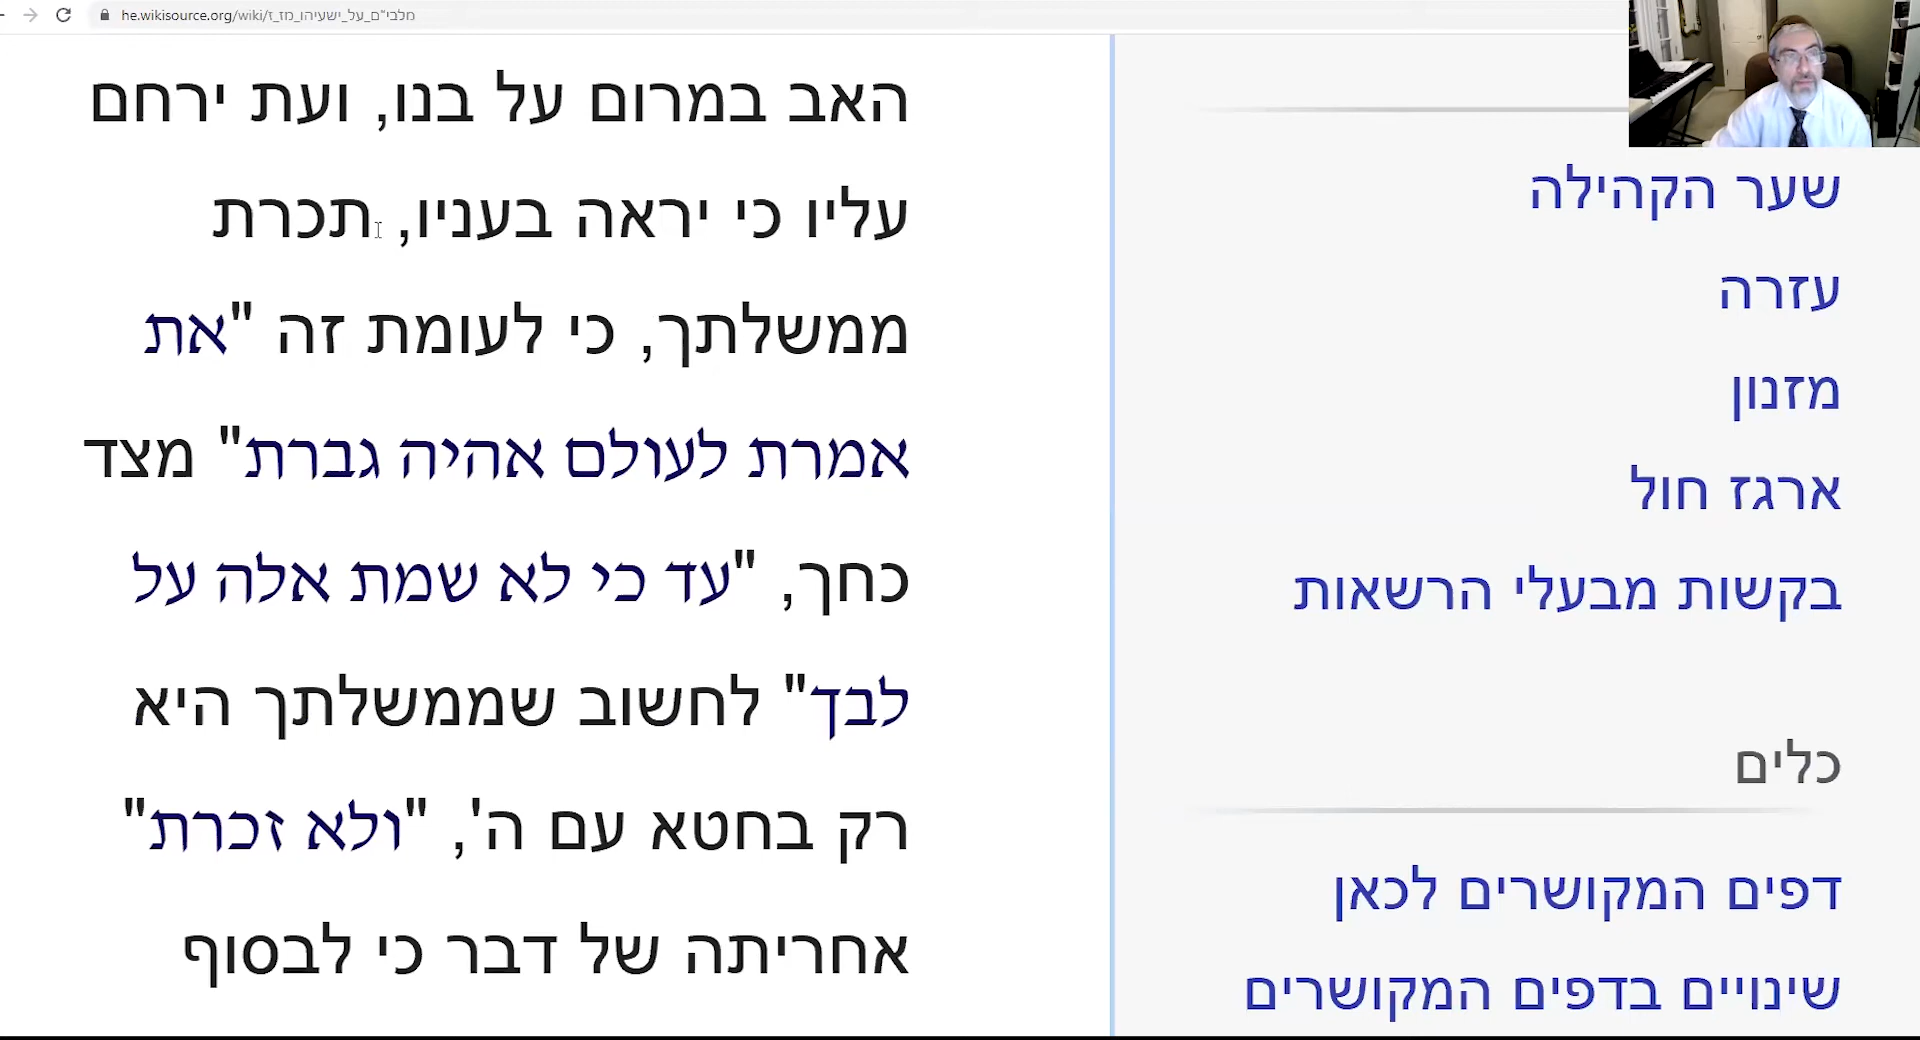 he.wikisource.org/wiki/מלבי"ם_על_ישעיהו_מז_ז
האב במרום על בנו, ועת ירחם
עליו כי יראה בעניו, תכרת
ממשלתך, כי לעומת זה "את
אמרת לעולם אהיה גברת" מצד
כחך, "עד כי לא שמת אלה על
לבך" לחשוב שממשלתך היא
רק בחטא עם ה', "ולא זכרת"
אחריתה של דבר כי לבסוף
שער הקהילה
עזרה
מזנון
ארגז חול
בקשות מבעלי הרשאות
כלים
דפים המקושרים לכאן
שינויים בדפים המקושרים